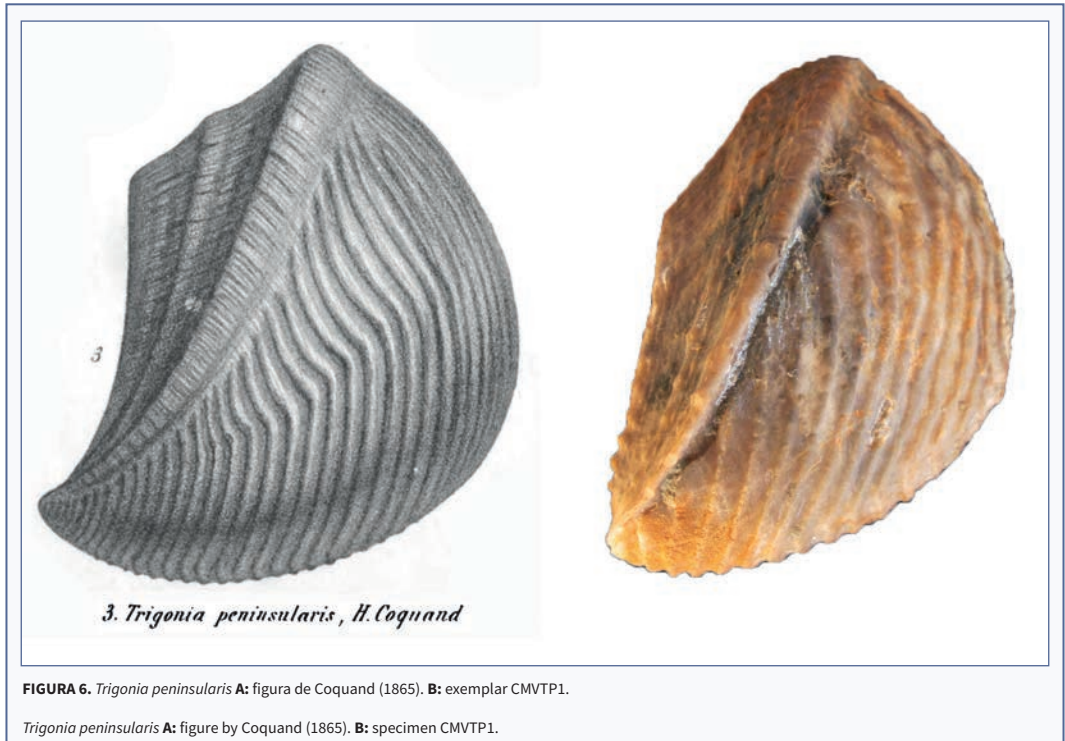 3
3. Trigonia peninsularis, H. Coquand
FIGURA 6. Trigonia peninsularis A: figura de Coquand (1865). B: exemplar CMVTP1.
Trigonia peninsularis A: figure by Coquand (1865). B: specimen CMVTP1.